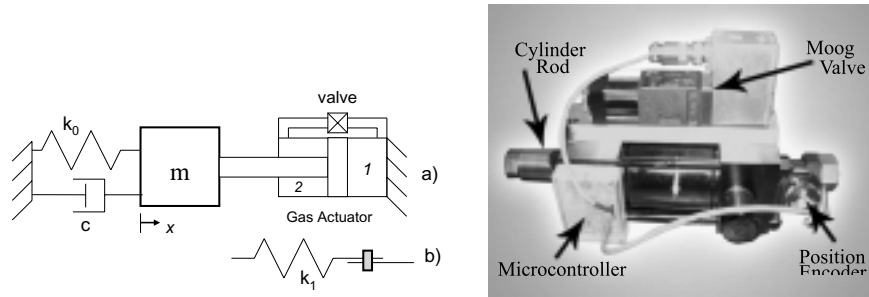 valve
k0
m
1
2
a)
c
x
Gas Actuator
b)
k1
Cylinder
Rod
Moog
Valve
Microcontroller
Position
Encoder